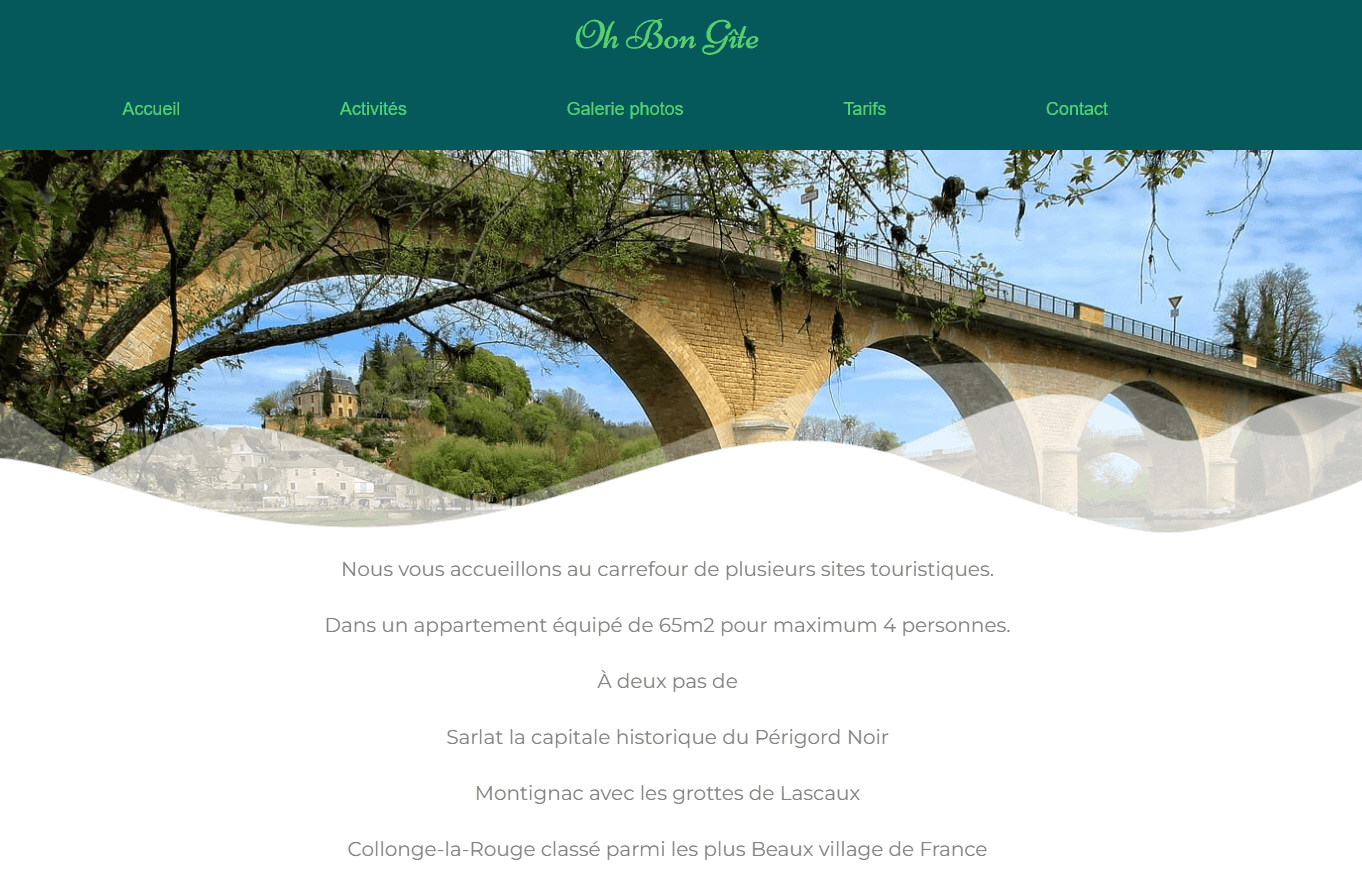 Oh Bon Gîte
Accueil Activités Galerie photos Tarifs Contact
Nous vous accueillons au carrefour de plusieurs sites touristiques.
Dans un appartement équipé de 65m2 pour maximum 4 personnes.
À deux pas de
Sarlat la capitale historique du Périgord Noir
Montignac avec les grottes de Lascaux
Collonge-la-Rouge classé parmi les plus Beaux village de France